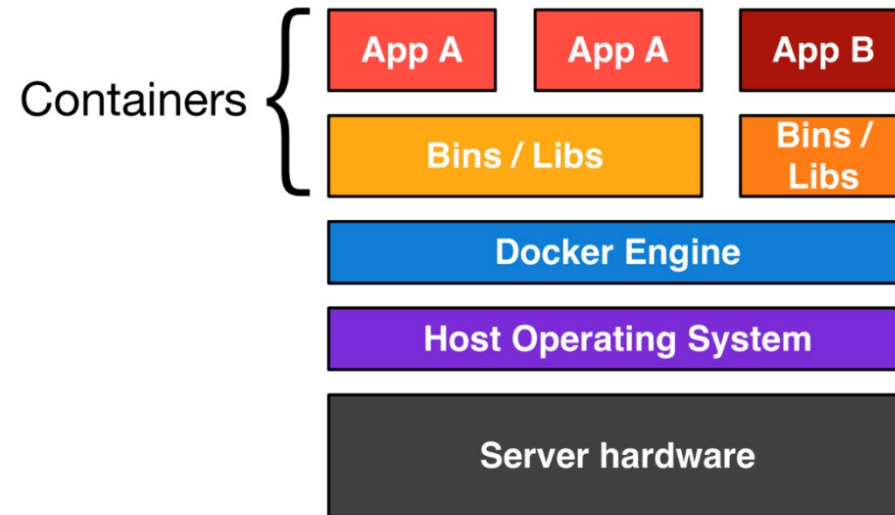 App A
App A
App B
Containers
Bins / Libs
Bins /
Libs
Docker Engine
Host Operating System
Server hardware